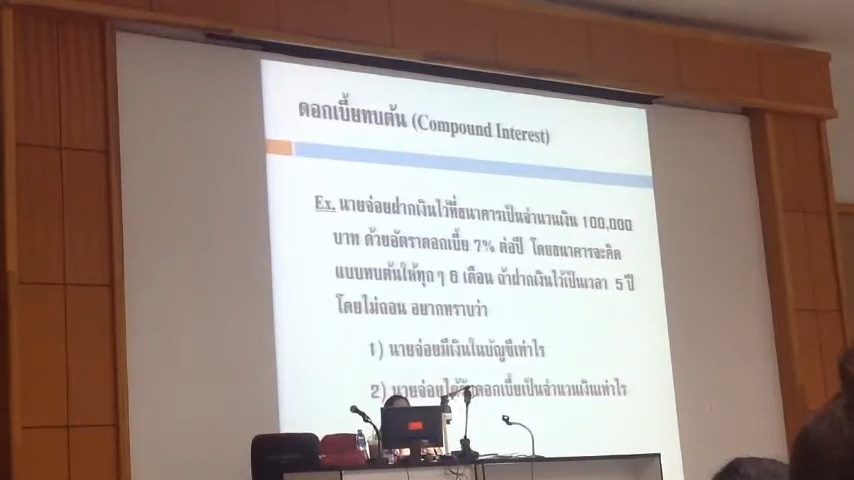 ดอกเบี้ยทบต้น (Compound Interest)
Ex. นายจ่อยฝากเงินไว้ที่ธนาคารเป็นจำนวนเงิน 100,000
บาท ด้วยอัตราดอกเบี้ย 7% ต่อปี โดยธนาคารจะคิด
แบบทบต้นให้ทุก ๆ 6 เดือน ถ้าฝากเงินไว้เป็นเวลา 5 ปี
โดยไม่ถอน อยากทราบว่า
1) นายจ่อยมีเงินในบัญชีเท่าไร
2) นายจ่อยได้รับดอกเบี้ยเป็นจำนวนเงินเท่าไร